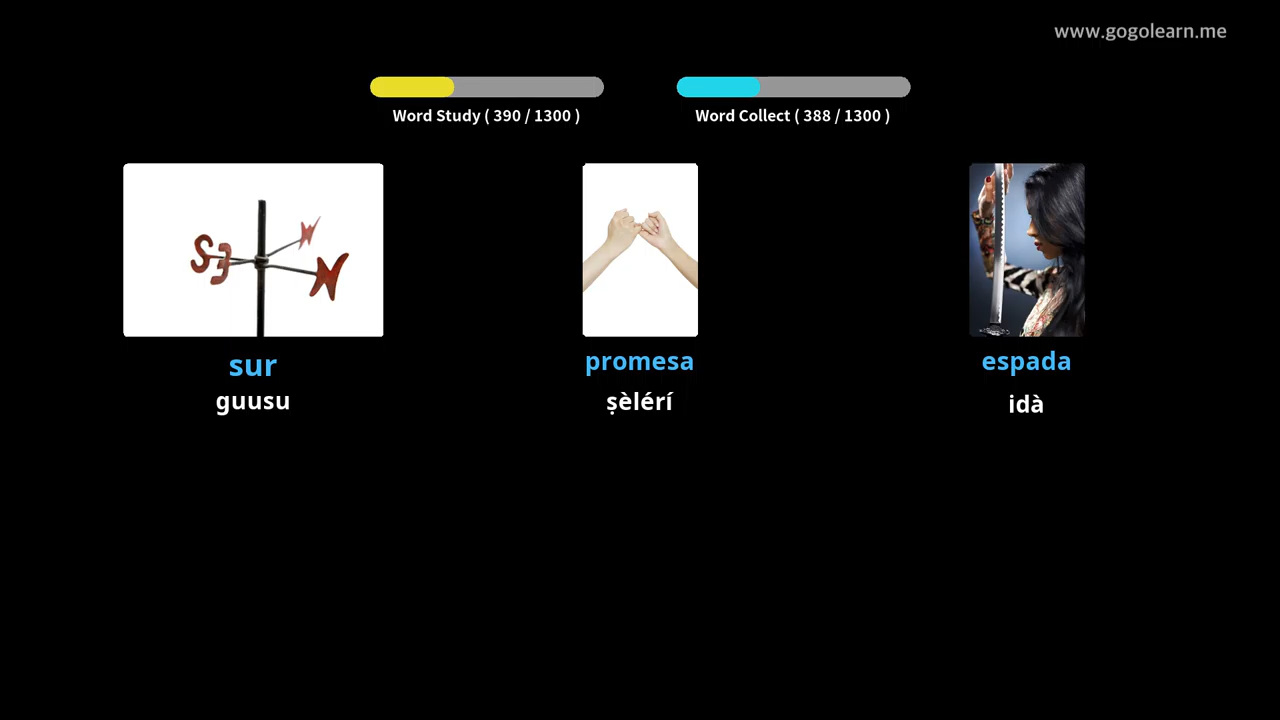 www.gogolearn.me
Word Study ( 390 / 1300 )
Word Collect ( 388 / 1300 )
S E N N
sur
promesa
espada
guusu
ṣèlérí
idà